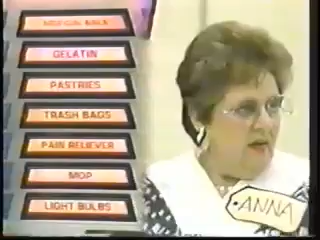 GELATIN
PASTRIES
TRASH BAGS
PAIN RELIEVER
MOP
LIGHT BULBS
ANNA